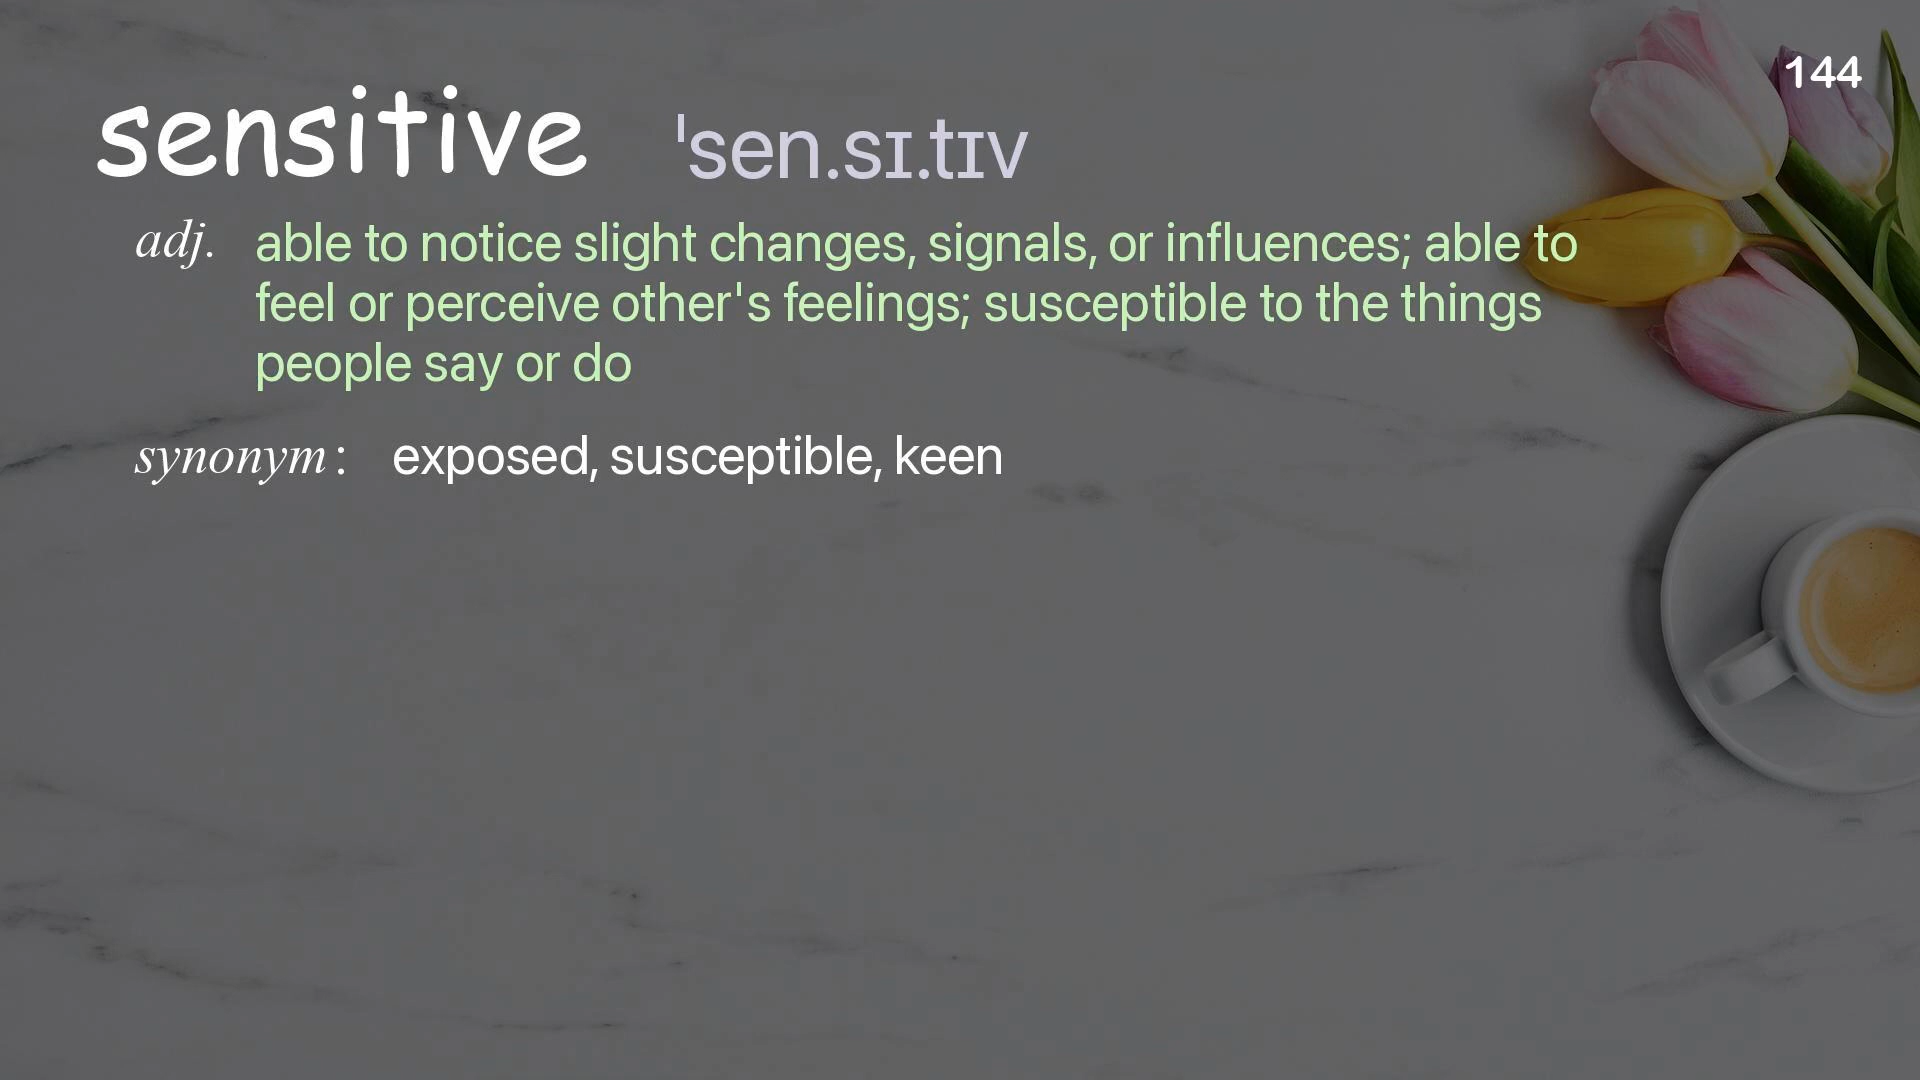 144
sensitive ˈsen.sɪ.tɪv
adj. able to notice slight changes, signals, or influences; able to
feel or perceive other's feelings; susceptible to the things
people say or do
synonym: exposed, susceptible, keen